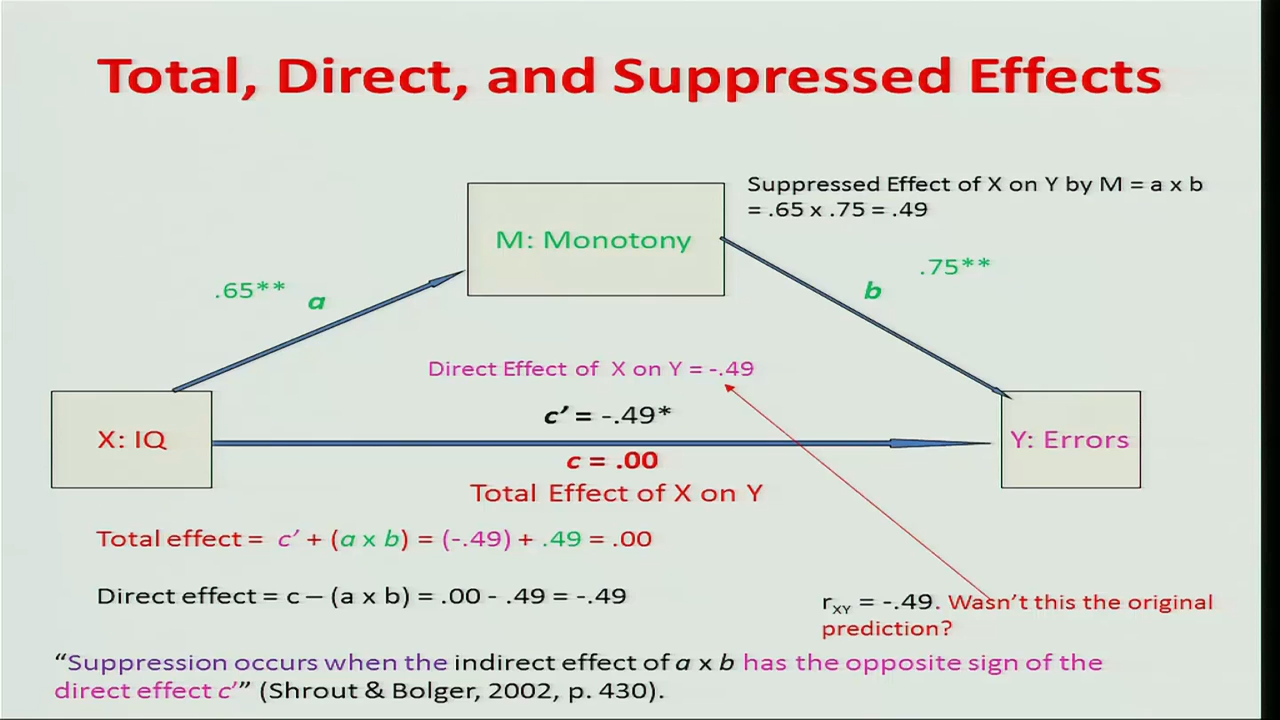 Total, Direct, and Suppressed Effects
Suppressed Effect of X on Y by M = a x b
= .65 x .75 = .49
M: Monotony
.65** a
b .75**
Direct Effect of X on Y = -.49
c’ = -.49*
X: IQ
Y: Errors
c = .00
Total Effect of X on Y
Total effect = c’ + (a x b) = (-.49) + .49 = .00
Direct effect = c – (a x b) = .00 - .49 = -.49
rXY = -.49. Wasn’t this the original
prediction?
“Suppression occurs when the indirect effect of a x b has the opposite sign of the
direct effect c’” (Shrout & Bolger, 2002, p. 430).